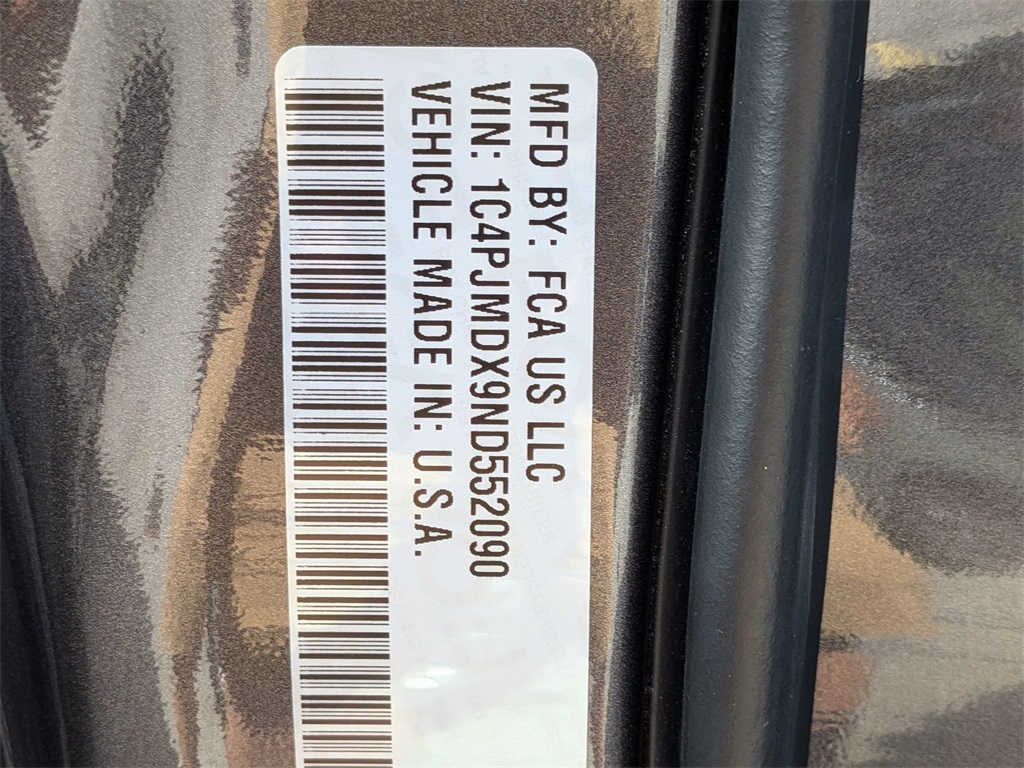 MFD BY: FCA US LLC
VIN: 1C4PJMDX9ND552090
VEHICLE MADE IN: U.S.A.